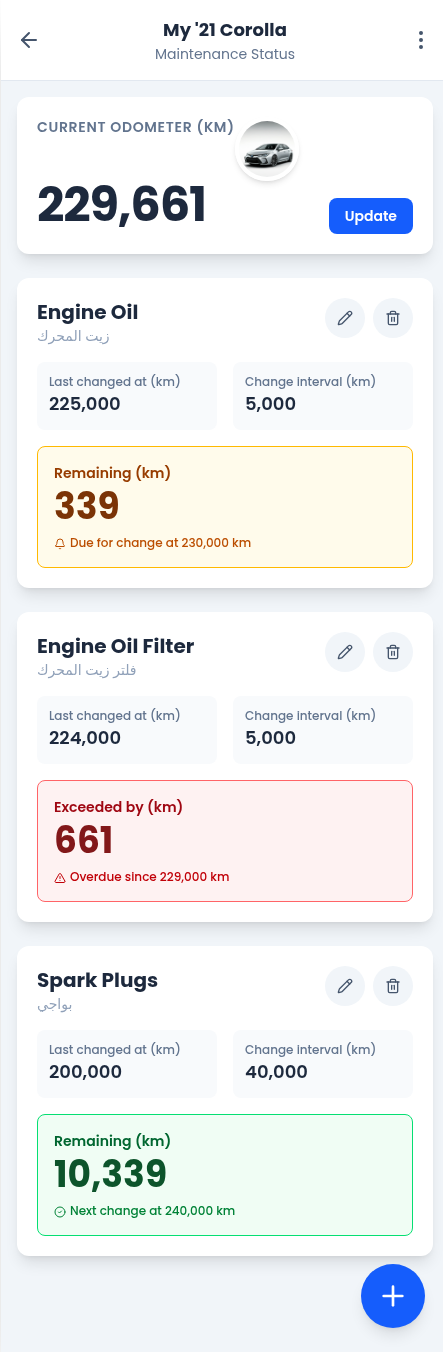 My '21 Corolla
Maintenance Status
CURRENT ODOMETER (KM)
229,661
Update
Engine Oil
زيت المحرك
Last changed at (km)
225,000
Change interval (km)
5,000
Remaining (km)
339
Due for change at 230,000 km
Engine Oil Filter
فلتر زيت المحرك
Last changed at (km)
224,000
Change interval (km)
5,000
Exceeded by (km)
661
Overdue since 229,000 km
Spark Plugs
بواجي
Last changed at (km)
200,000
Change interval (km)
40,000
Remaining (km)
10,339
Next change at 240,000 km